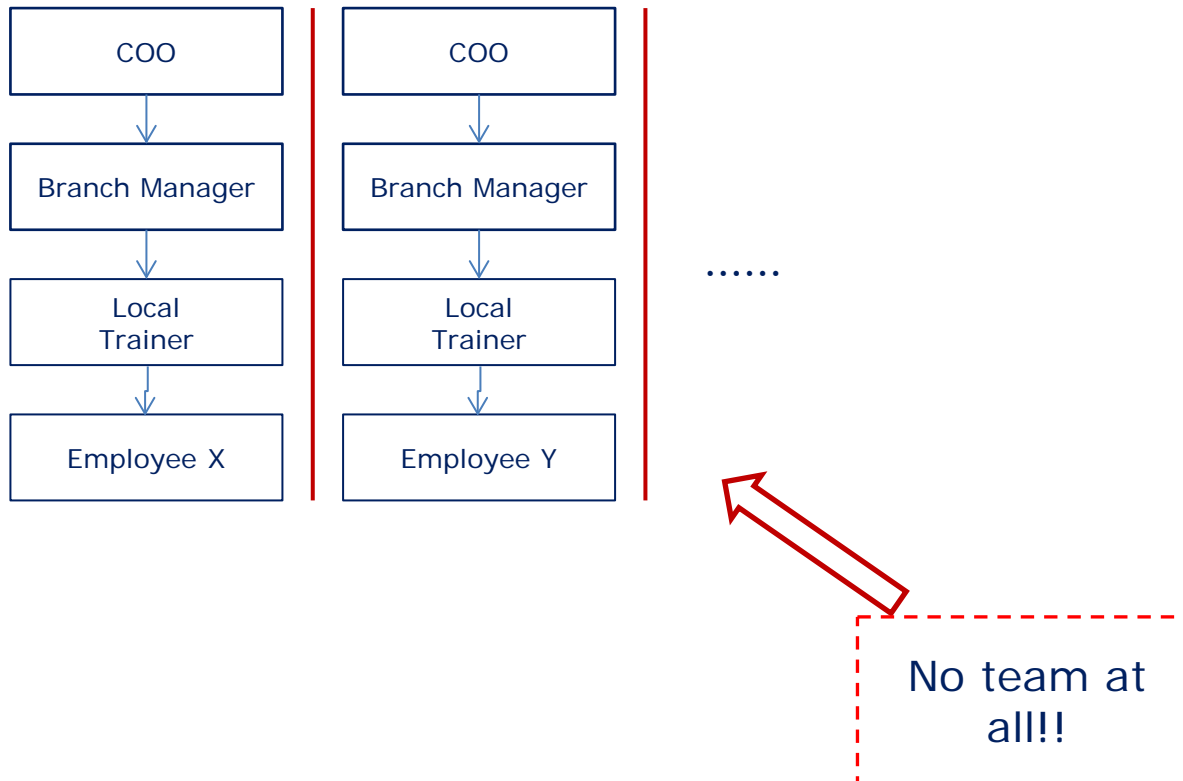 COO
Branch Manager
Local
Trainer
Employee X
COO
Branch Manager
Local
Trainer
Employee Y
......
No team at
all!!